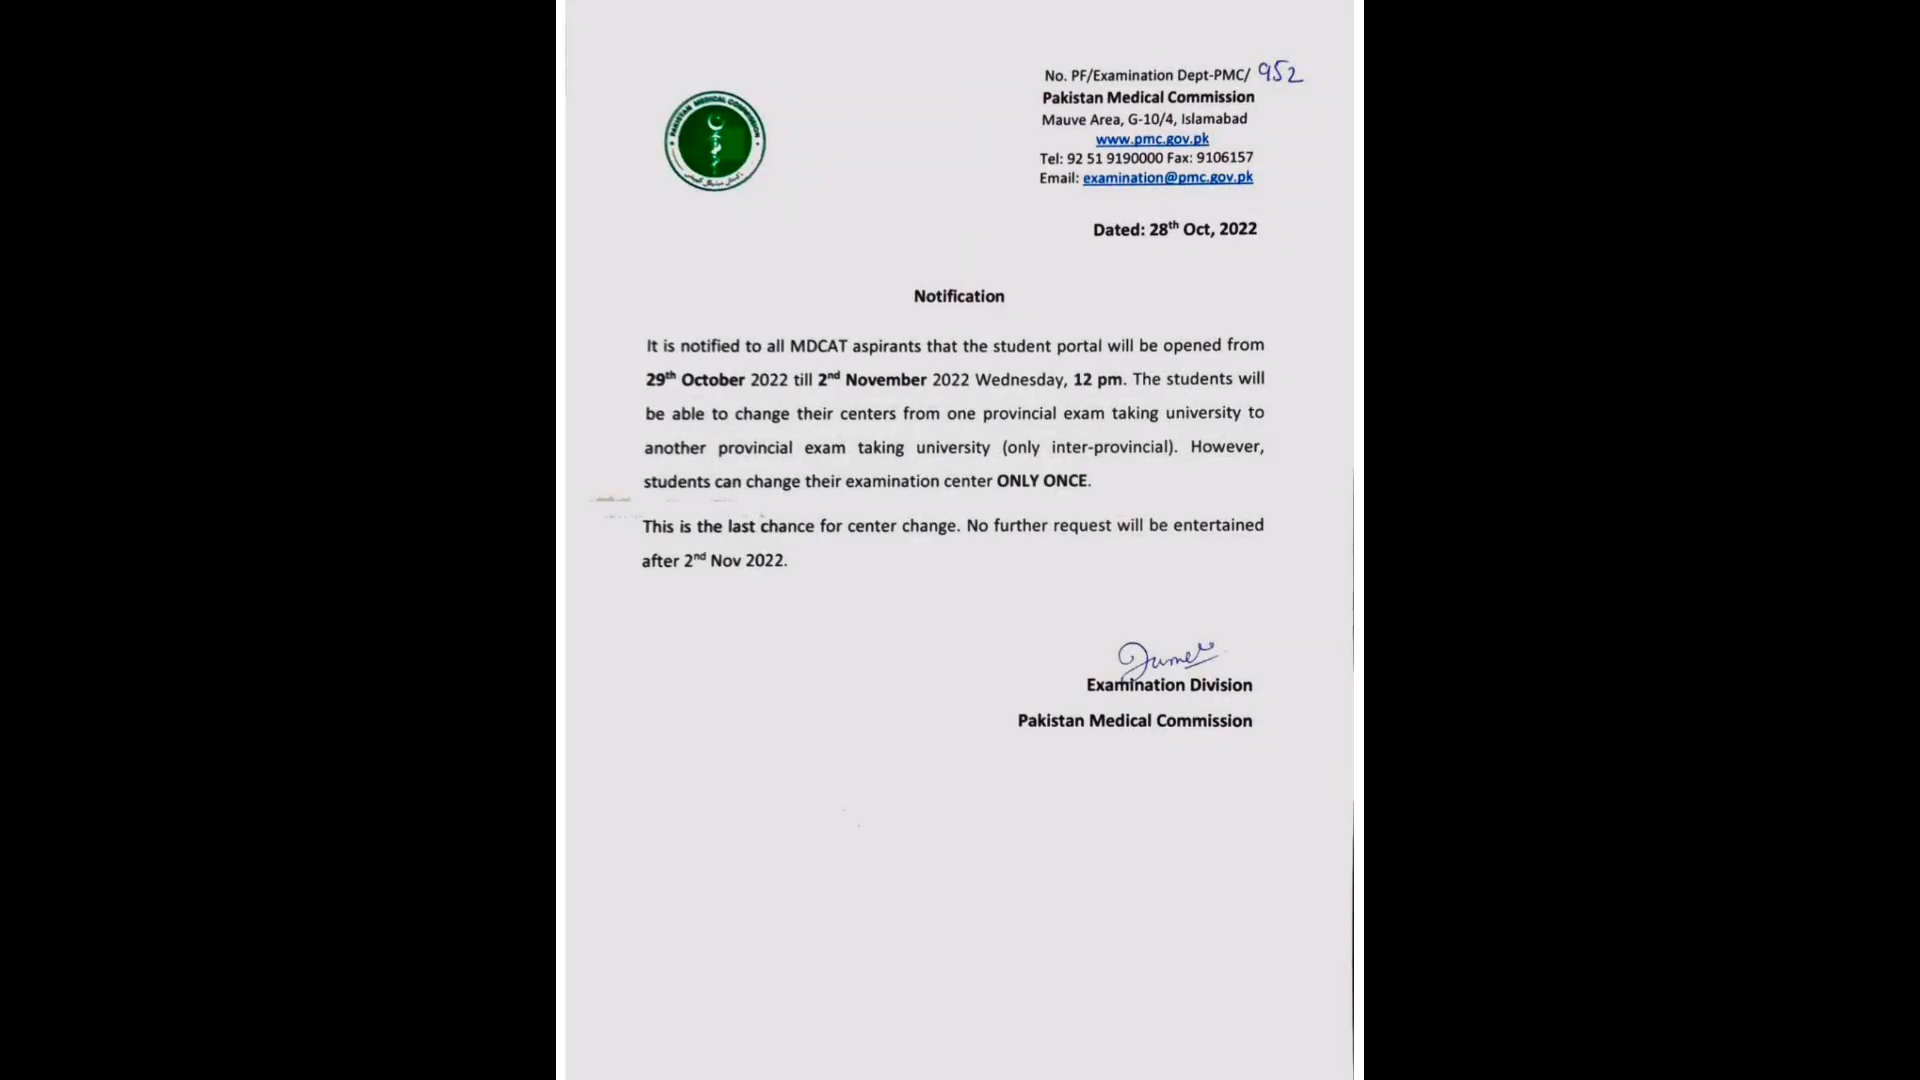 No. PF/Examination Dept-PMC/ 952
Pakistan Medical Commission
Mauve Area, G-10/4, Islamabad
www.pmc.gov.pk
Tel: 92 51 9190000 Fax: 9106157
Email: examination@pmc.gov.pk
PAKISTAN MEDICAL COMMISSION
پاکستان میڈیکل کمیشن
Dated: 28th Oct, 2022
Notification
It is notified to all MDCAT aspirants that the student portal will be opened from
29th October 2022 till 2nd November 2022 Wednesday, 12 pm. The students will
be able to change their centers from one provincial exam taking university to
another provincial exam taking university (only inter-provincial). However,
students can change their examination center ONLY ONCE.
This is the last chance for center change. No further request will be entertained
after 2nd Nov 2022.
Examination Division
Pakistan Medical Commission